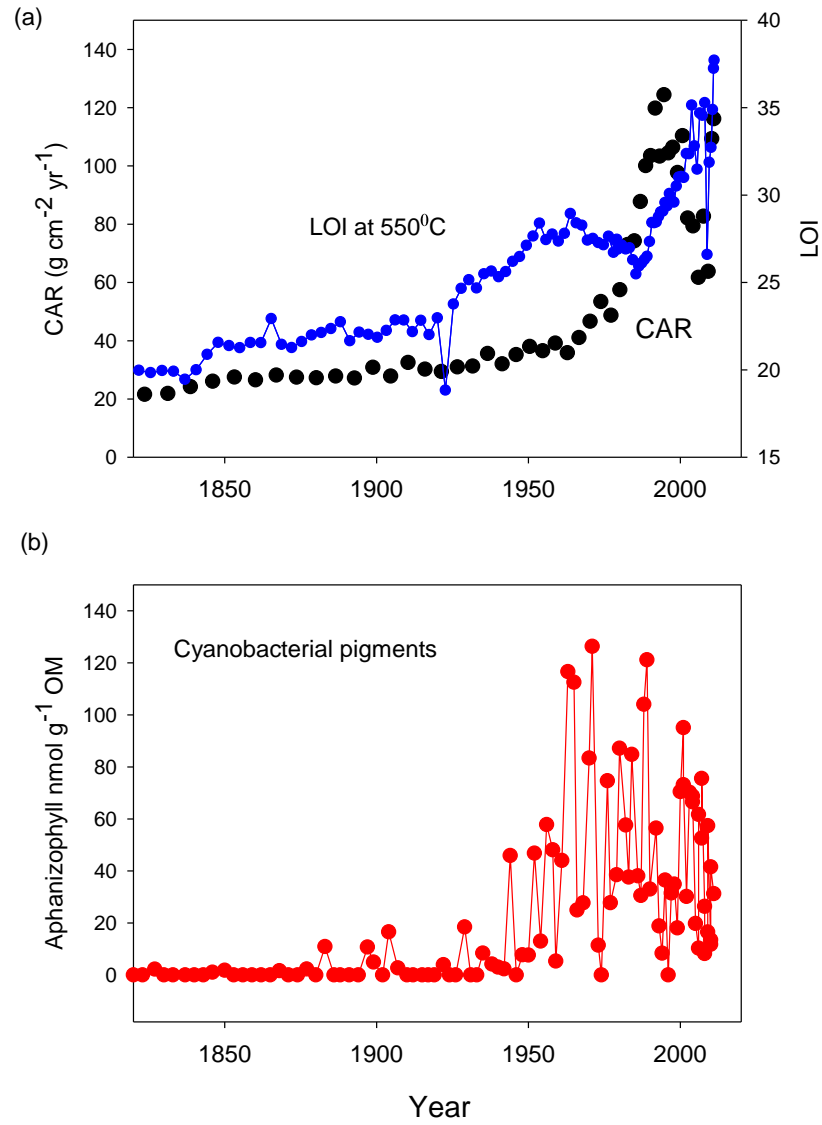 (a)
140
120
100
80
60
40
20
0
CAR (g cm⁻² yr⁻¹)
40
35
30
25
20
15
LOI
LOI at 550⁰C
CAR
1850 1900 1950 2000
(b)
140
120
100
80
60
40
20
0
Aphanizophyll nmol g⁻¹ OM
Cyanobacterial pigments
1850 1900 1950 2000
Year